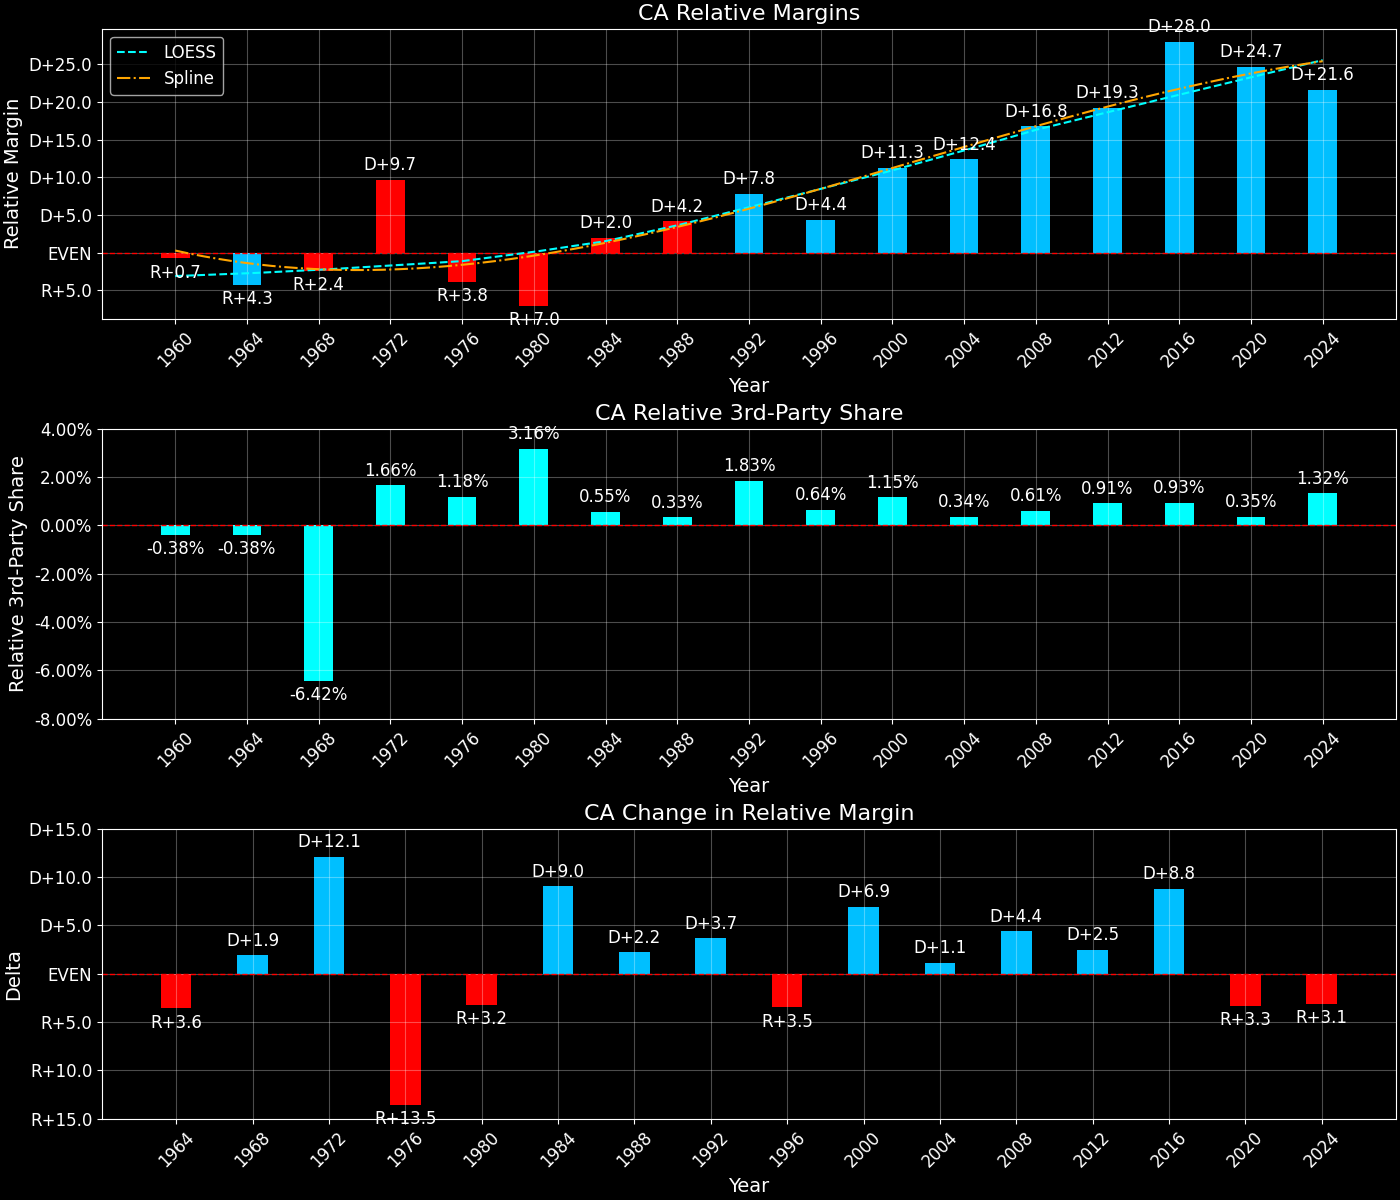 CA Relative Margins
LOESS
Spline
Relative Margin
D+25.0
D+20.0
D+15.0
D+10.0
D+5.0
EVEN
R+5.0
R+0.7
R+4.3
R+2.4
D+9.7
R+3.8
R+7.0
D+2.0
D+4.2
D+7.8
D+4.4
D+11.3
D+12.4
D+16.8
D+19.3
D+28.0
D+24.7
D+21.6
1960
1964
1968
1972
1976
1980
1984
1988
1992
1996
2000
2004
2008
2012
2016
2020
2024
Year
CA Relative 3rd-Party Share
Relative 3rd-Party Share
4.00%
2.00%
0.00%
-2.00%
-4.00%
-6.00%
-8.00%
-0.38%
-0.38%
-6.42%
1.66%
1.18%
3.16%
0.55%
0.33%
1.83%
0.64%
1.15%
0.34%
0.61%
0.91%
0.93%
0.35%
1.32%
1960
1964
1968
1972
1976
1980
1984
1988
1992
1996
2000
2004
2008
2012
2016
2020
2024
Year
CA Change in Relative Margin
Delta
D+15.0
D+10.0
D+5.0
EVEN
R+5.0
R+10.0
R+15.0
R+3.6
D+1.9
D+12.1
R+13.5
R+3.2
D+9.0
D+2.2
D+3.7
R+3.5
D+6.9
D+1.1
D+4.4
D+2.5
D+8.8
R+3.3
R+3.1
1964
1968
1972
1976
1980
1984
1988
1992
1996
2000
2004
2008
2012
2016
2020
2024
Year